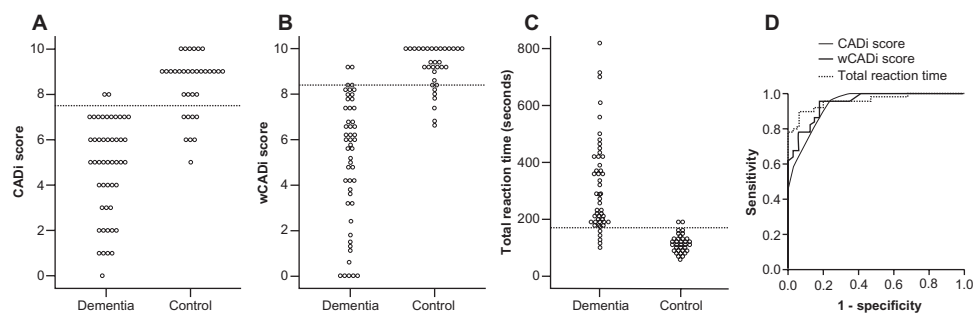 A
CADi score
10
8
6
4
2
0
Dementia
Control
B
wCADi score
10
8
6
4
2
0
Dementia
Control
C
Total reaction time (seconds)
800
600
400
200
0
Dementia
Control
D
CADi score
wCADi score
Total reaction time
Sensitivity
1.0
0.8
0.6
1.0
0.2
0.0
0.0
0.2
0.4
0.6
0.8
1.0
1 - specificity